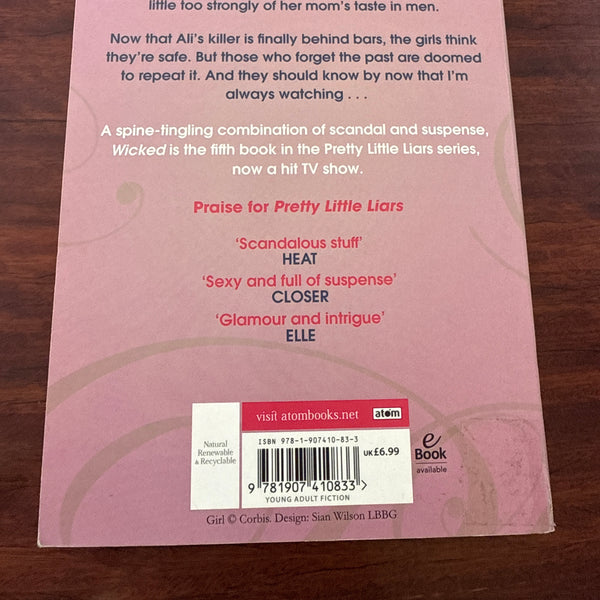 little too strongly of her mom's taste in men.
Now that Ali's killer is finally behind bars, the girls think
they're safe. But those who forget the past are doomed
to repeat it. And they should know by now that I'm
always watching . . .
A spine-tingling combination of scandal and suspense,
Wicked is the fifth book in the Pretty Little Liars series,
now a hit TV show.
Praise for Pretty Little Liars
‘Scandalous stuff’
HEAT
‘Sexy and full of suspense’
CLOSER
‘Glamour and intrigue’
ELLE
visit atombooks.net
atom
ISBN 978-1-907410-83-3
Natural
Renewable
& Recyclable
UK£6.99
9 781907 410833
YOUNG ADULT FICTION
e
Book
available
Girl © Corbis. Design: Sian Wilson LBBG